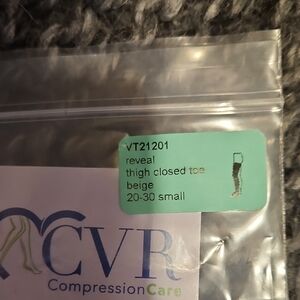 VT21201
reveal
thigh closed toe
beige
20-30 small
CVR
CompressionCare